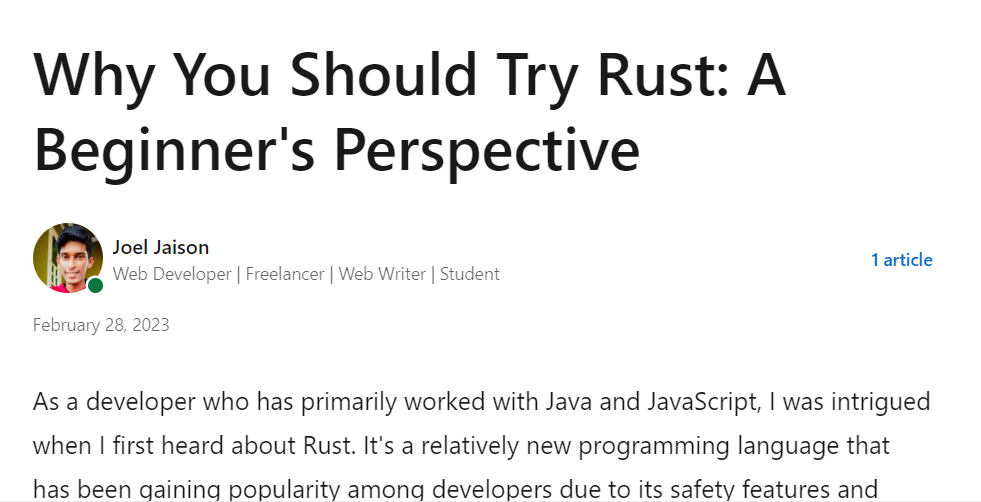 Why You Should Try Rust: A
Beginner's Perspective
Joel Jaison
Web Developer | Freelancer | Web Writer | Student
1 article
February 28, 2023
As a developer who has primarily worked with Java and JavaScript, I was intrigued
when I first heard about Rust. It's a relatively new programming language that
has been gaining popularity among developers due to its safety features and